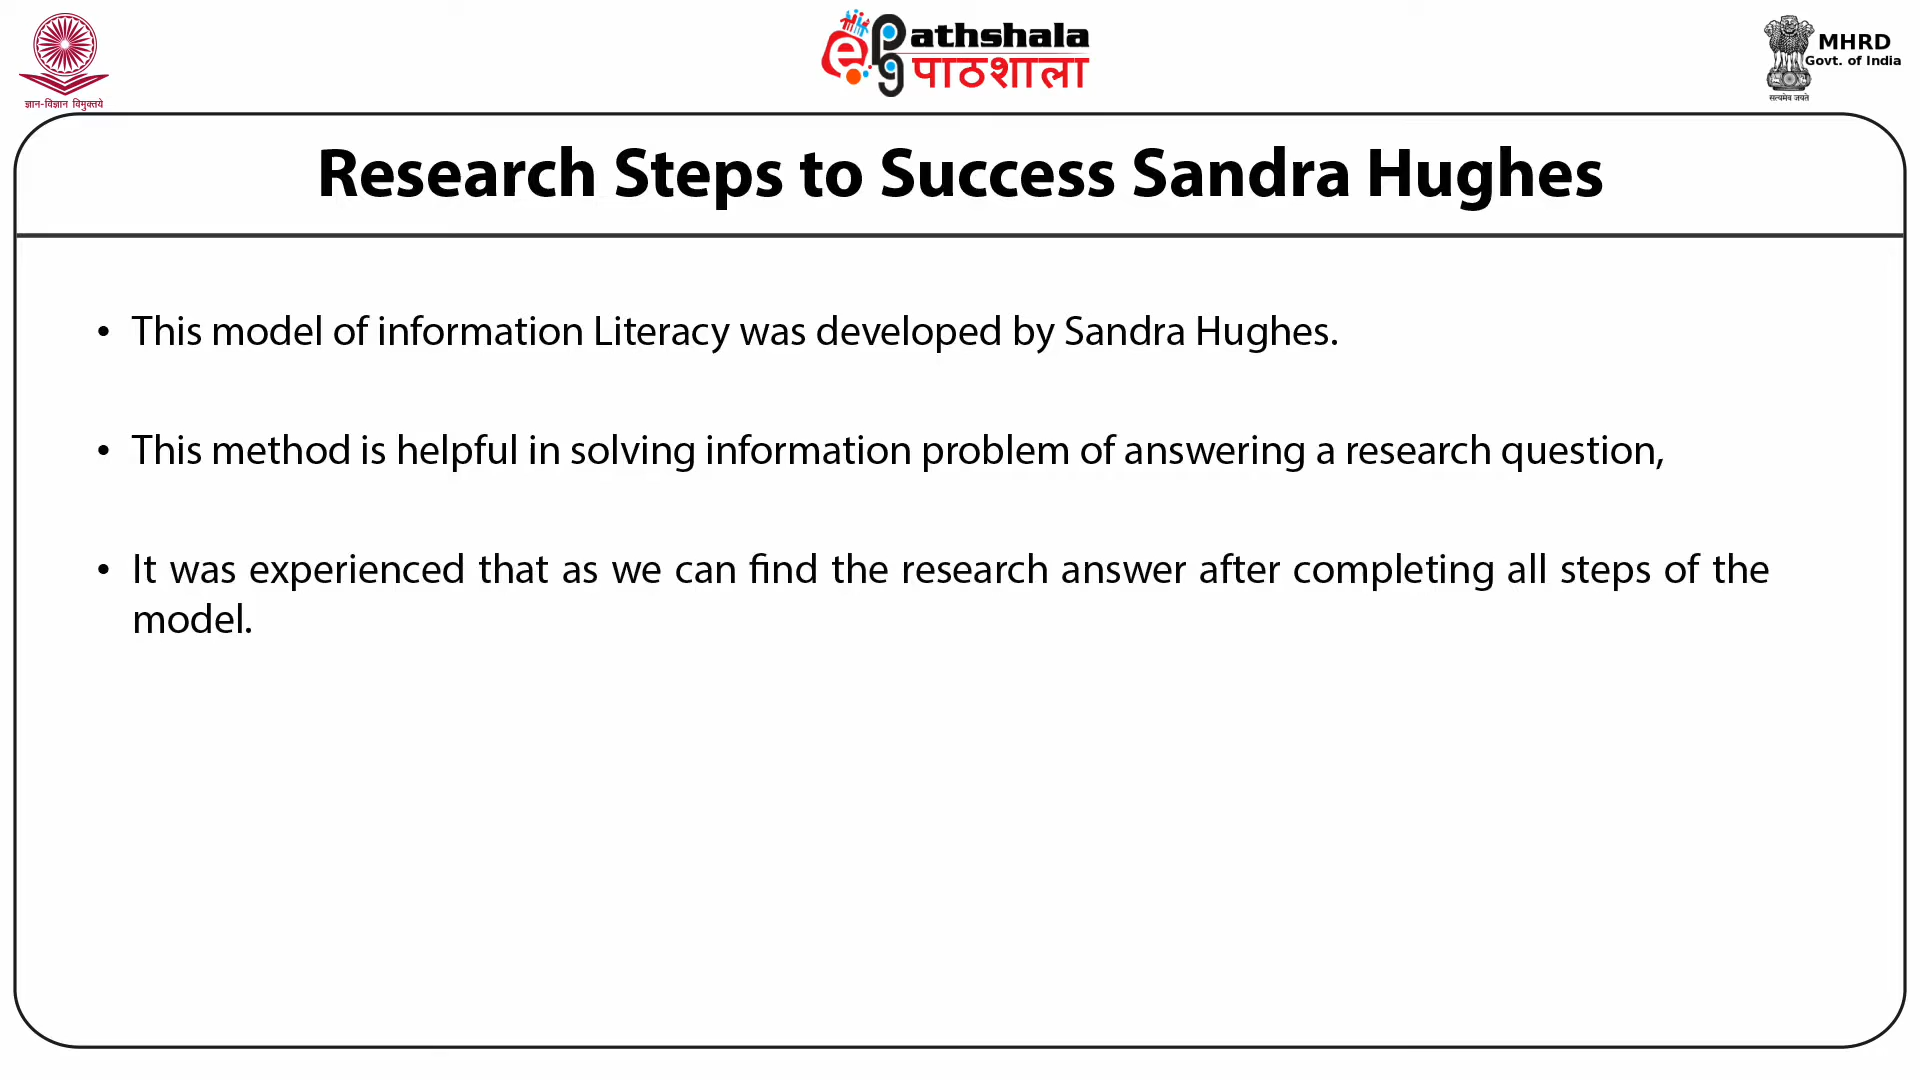 ज्ञान-विज्ञान विमुक्तये
e pg athshala
पाठशाला
MHRD
Govt. of India
सत्यमेव जयते
Research Steps to Success Sandra Hughes
• This model of information Literacy was developed by Sandra Hughes.
• This method is helpful in solving information problem of answering a research question,
• It was experienced that as we can find the research answer after completing all steps of the
model.